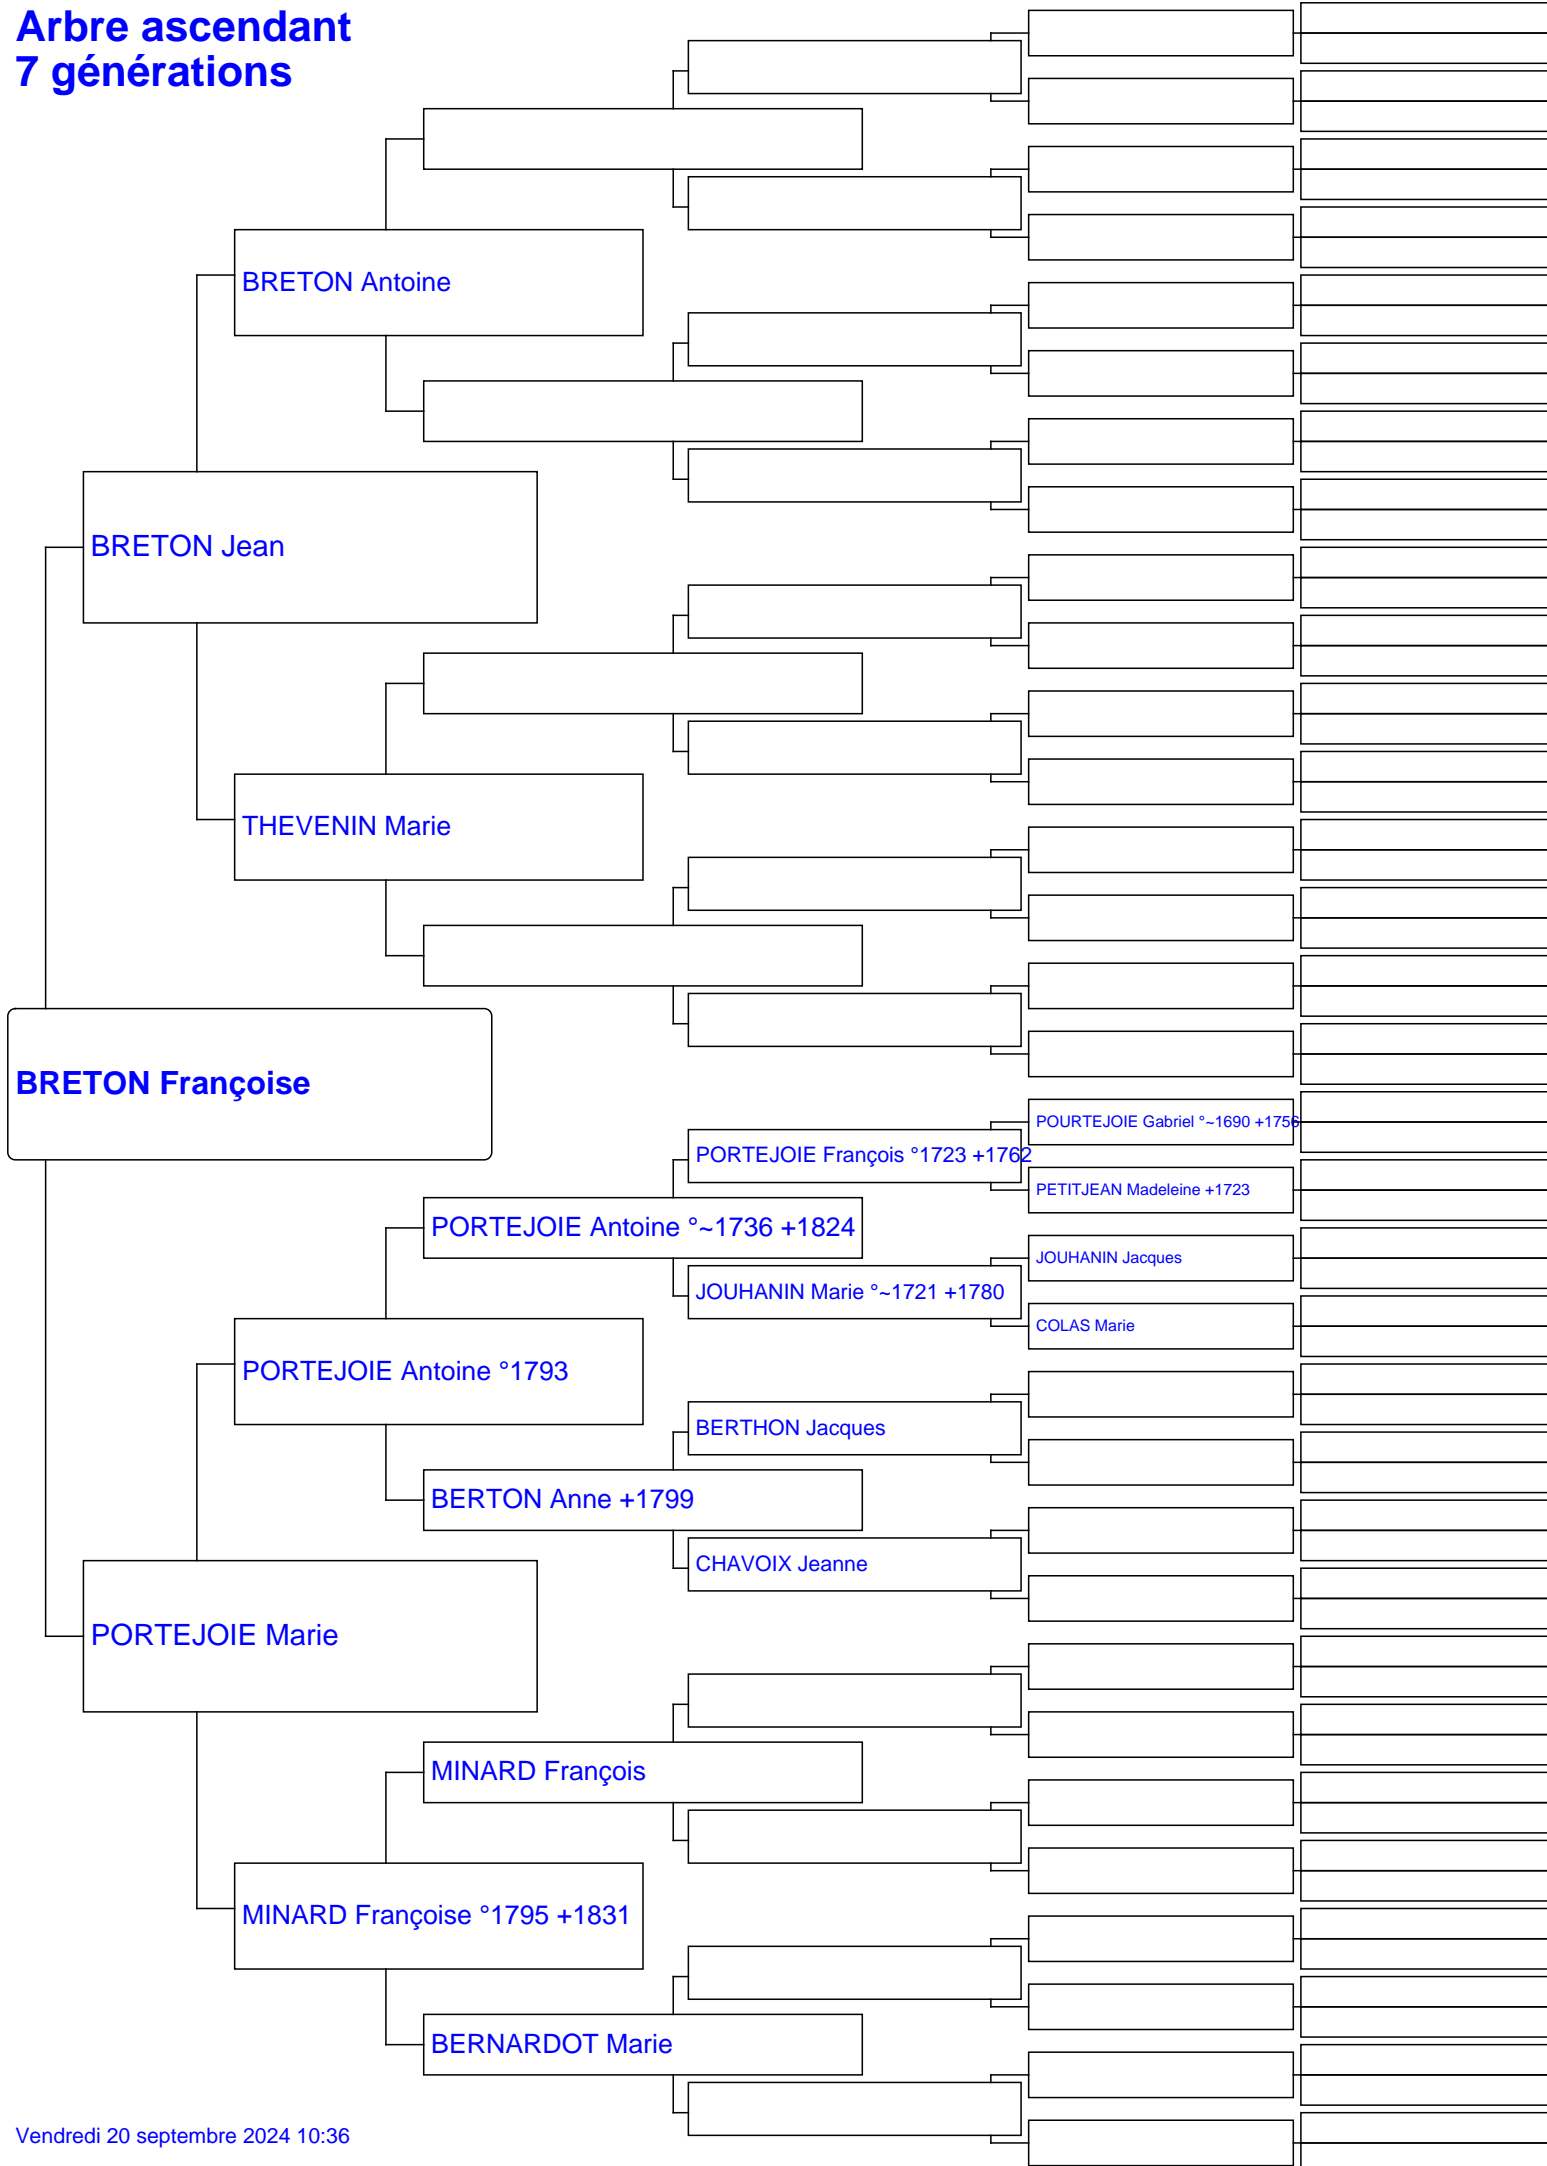 Arbre ascendant
7 générations
BRETON Antoine
BRETON Jean
THEVENIN Marie
BRETON Françoise
POURTEJOIE Gabriel °~1690 +1756
PORTEJOIE François °1723 +1762
PETITJEAN Madeleine +1723
PORTEJOIE Antoine °~1736 +1824
JOUHANIN Jacques
JOUHANIN Marie °~1721 +1780
COLAS Marie
PORTEJOIE Antoine °1793
BERTHON Jacques
BERTON Anne +1799
CHAVOIX Jeanne
PORTEJOIE Marie
MINARD François
MINARD Françoise °1795 +1831
BERNARDOT Marie
Vendredi 20 septembre 2024 10:36